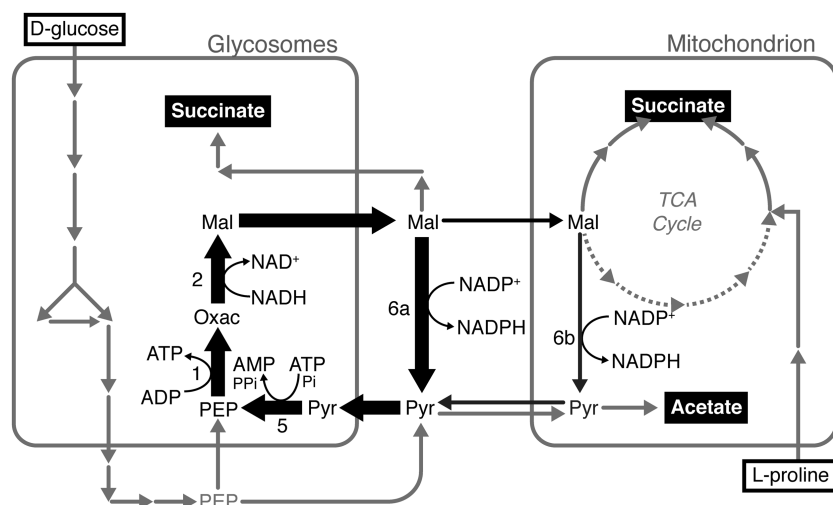 D-glucose
Glycosomes
Mitochondrion
Succinate
Succinate
TCA
Cycle
Mal
Mal
Mal
2
NAD⁺
NADH
6a
NADP⁺
NADPH
6b
NADP⁺
NADPH
Oxac
ATP
ADP
1
AMP
PPi
ATP
Pi
PEP
5
Pyr
Pyr
Pyr
Acetate
L-proline
PEP